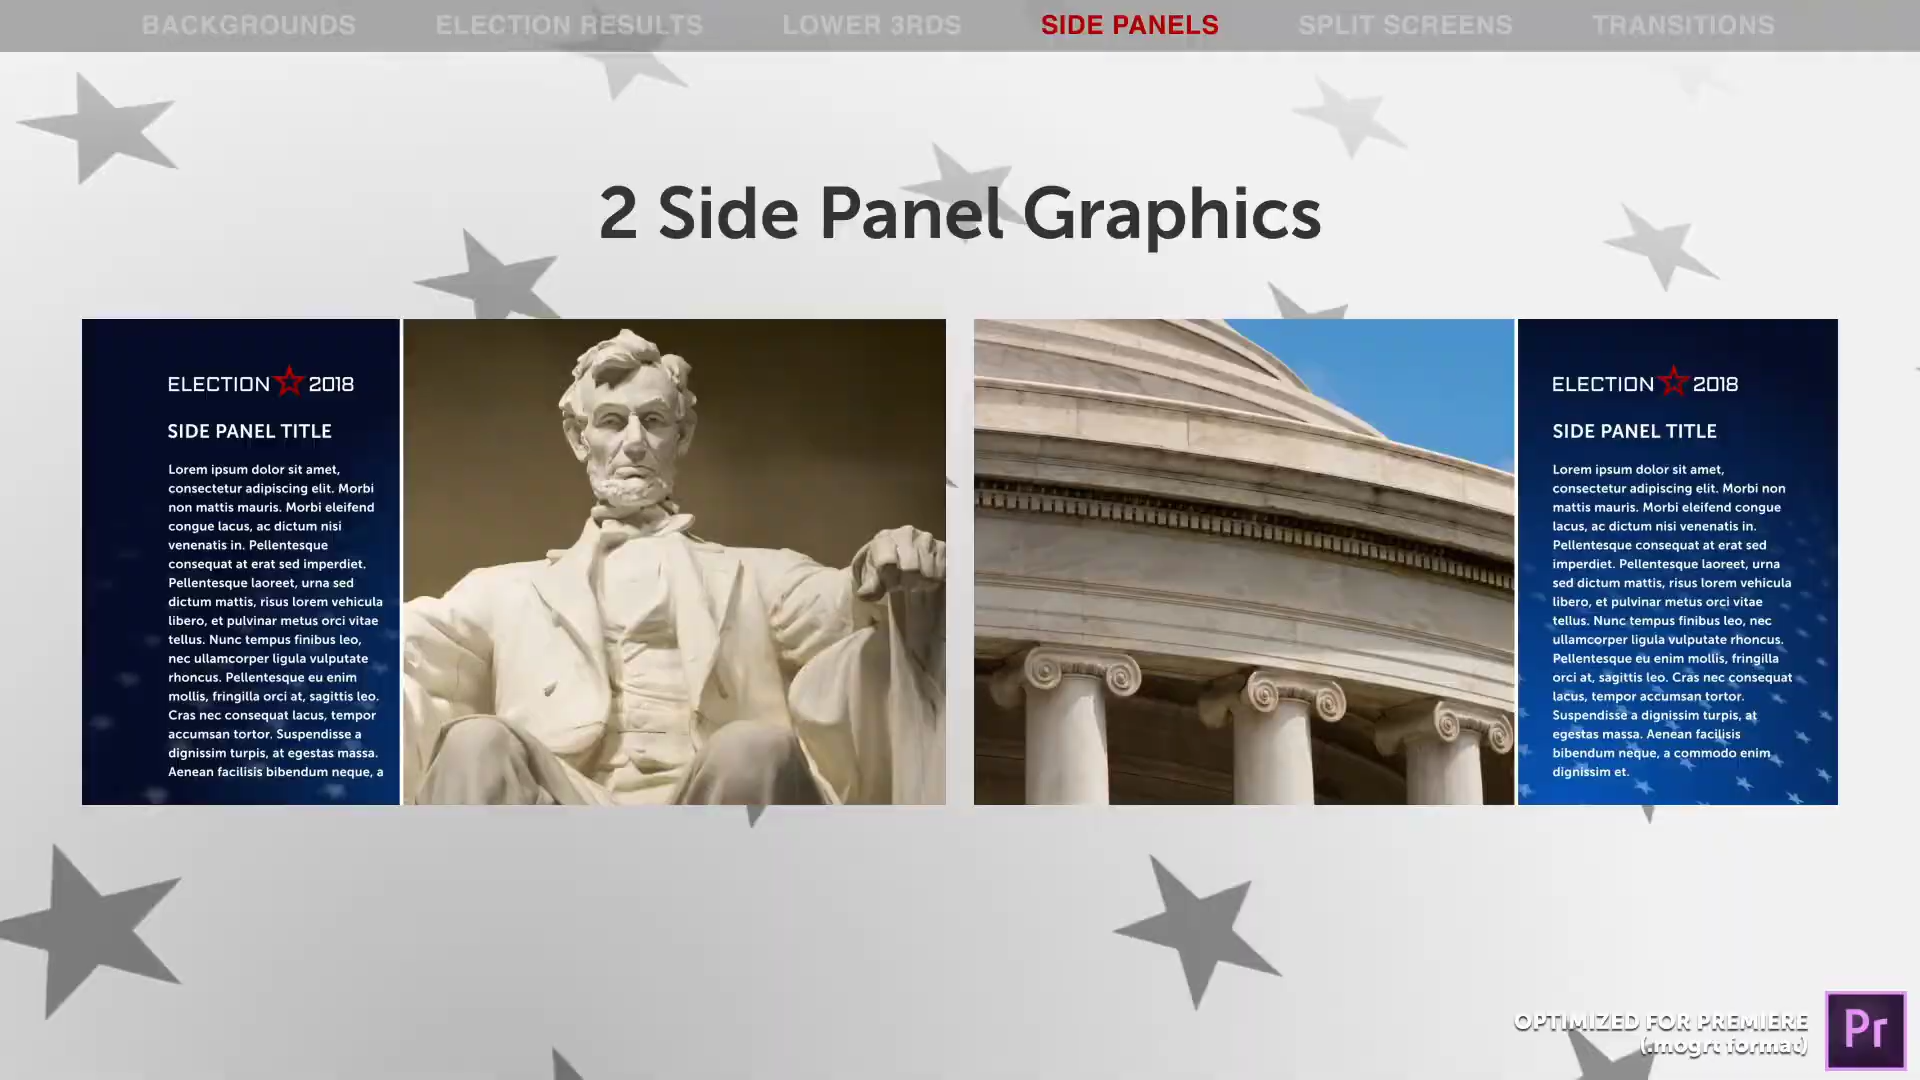 BACKGROUNDS ELECTION RESULTS LOWER 3RDS SIDE PANELS SPLIT SCREENS TRANSITIONS
2 Side Panel Graphics
ELECTION 2018
SIDE PANEL TITLE
Lorem ipsum dolor sit amet,
consectetur adipiscing elit. Morbi
non mattis mauris. Morbi eleifend
congue lacus, ac dictum nisi
venenatis in. Pellentesque
consequat at erat sed imperdiet.
Pellentesque laoreet, urna sed
dictum mattis, risus lorem vehicula
libero, et pulvinar metus orci vitae
tellus. Nunc tempus finibus leo,
nec ullamcorper ligula vulputate
rhoncus. Pellentesque eu enim
mollis, fringilla orci at, sagittis leo.
Cras nec consequat lacus, tempor
accumsan tortor. Suspendisse a
dignissim turpis, at egestas massa.
Aenean facilisis bibendum neque, a
ELECTION 2018
SIDE PANEL TITLE
Lorem ipsum dolor sit amet,
consectetur adipiscing elit. Morbi non
mattis mauris. Morbi eleifend congue
lacus, ac dictum nisi venenatis in.
Pellentesque consequat at erat sed
imperdiet. Pellentesque laoreet, urna
sed dictum mattis, risus lorem vehicula
libero, et pulvinar metus orci vitae
tellus. Nunc tempus finibus leo, nec
ullamcorper ligula vulputate rhoncus.
Pellentesque eu enim mollis, fringilla
orci at, sagittis leo. Cras nec consequat
lacus, tempor accumsan tortor.
Suspendisse a dignissim turpis, at
egestas massa. Aenean facilisis
bibendum neque, a commodo enim
dignissim et.
OPTIMIZED FOR PREMIERE
(.mogrt format)
Pr